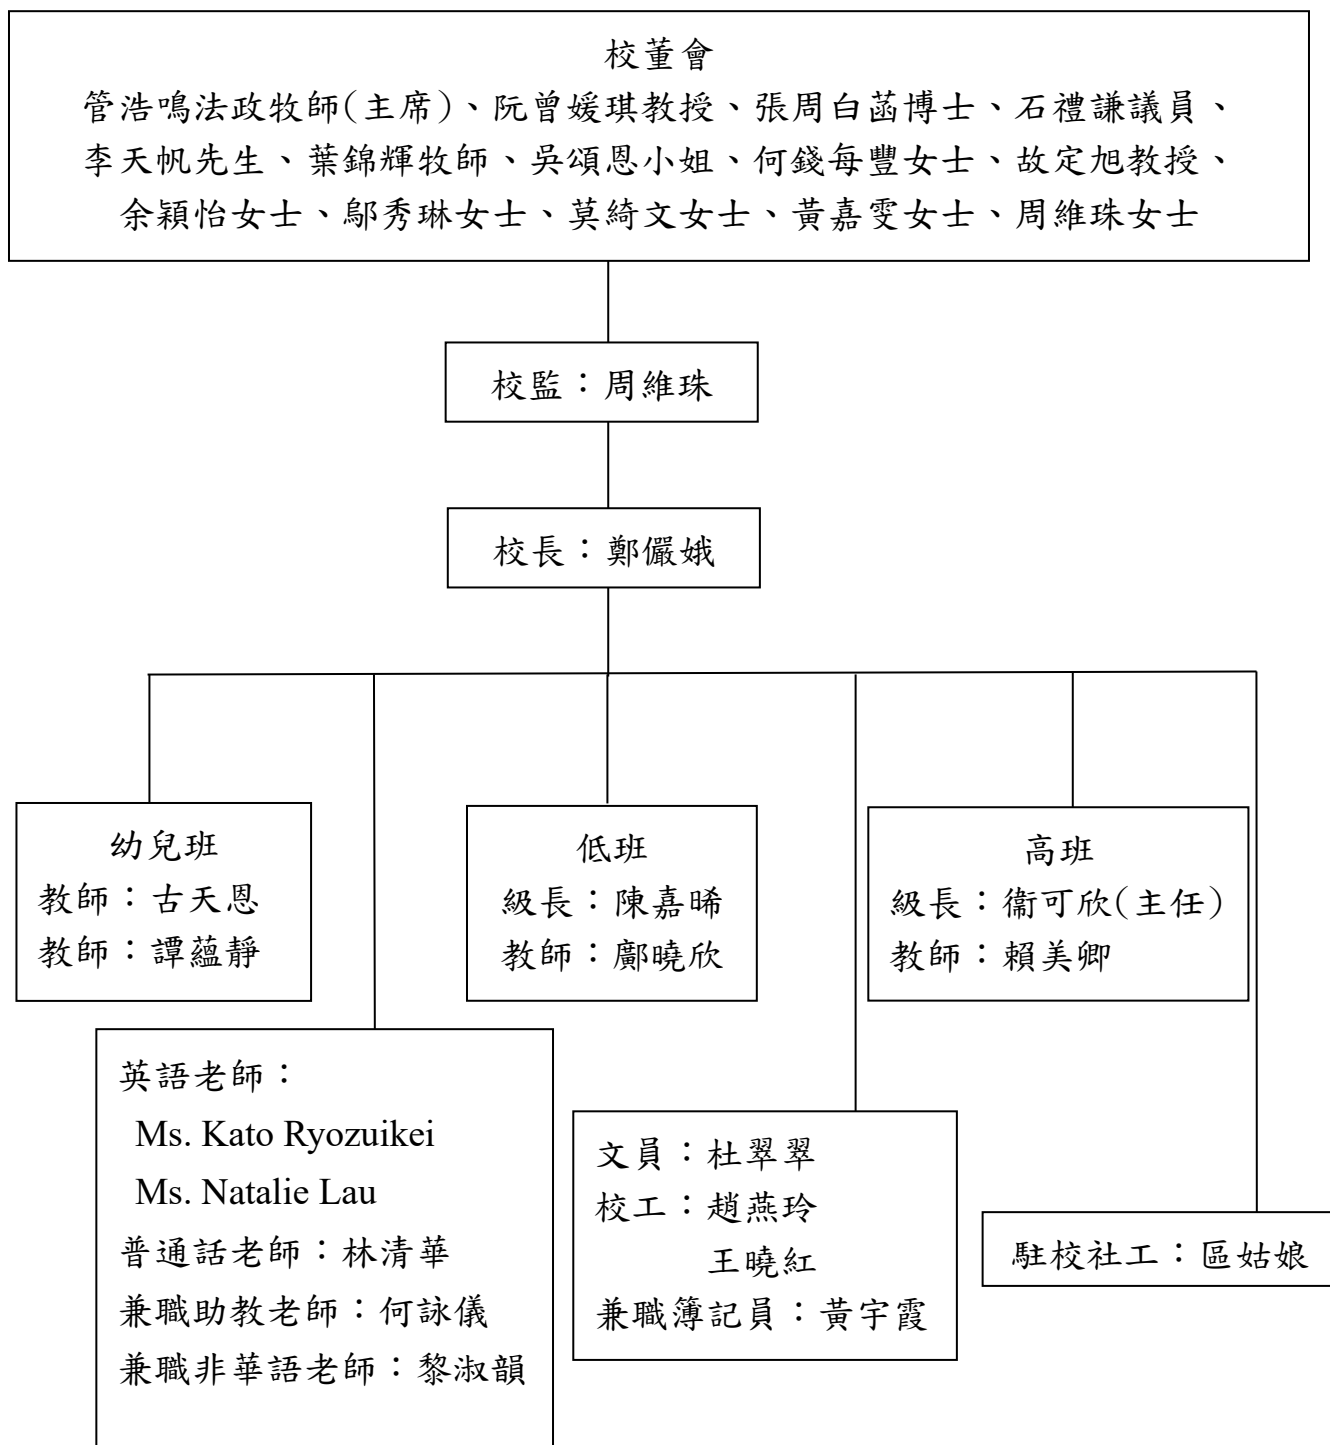 校董會
管浩鳴法政牧師(主席)、阮曾媛琪教授、張周白菡博士、石禮謙議員、
李天帆先生、葉錦輝牧師、吳頌恩小姐、何錢每豐女士、故定旭教授、
余穎怡女士、鄔秀琳女士、莫綺文女士、黃嘉雯女士、周維珠女士
校監：周維珠
校長：鄭儼娥
幼兒班
教師：古天恩
教師：譚蘊靜
低班
級長：陳嘉晞
教師：鄺曉欣
高班
級長：衞可欣(主任)
教師：賴美卿
英語老師：
Ms. Kato Ryozuikei
Ms. Natalie Lau
普通話老師：林清華
兼職助教老師：何詠儀
兼職非華語老師：黎淑韻
文員：杜翠翠
校工：趙燕玲
王曉紅
兼職簿記員：黃宇霞
駐校社工：區姑娘